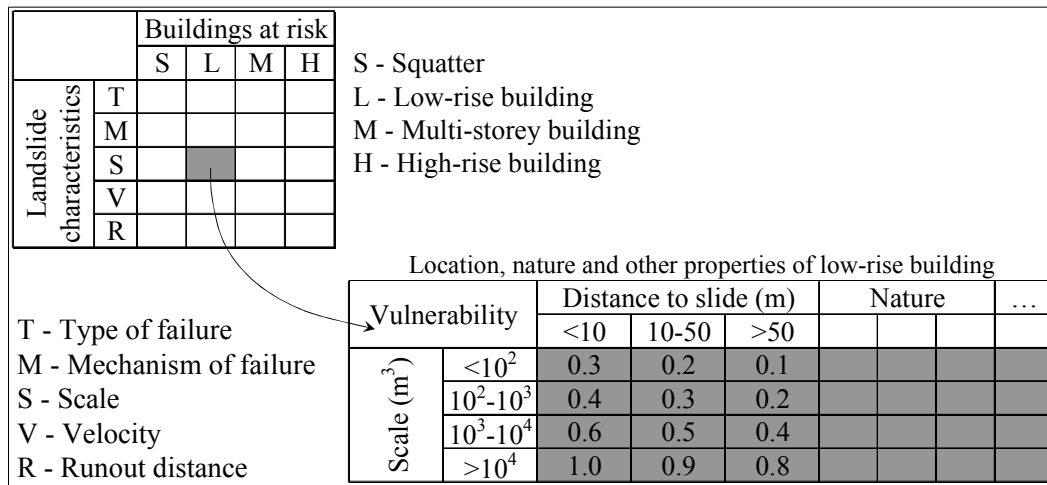 Buildings at risk
S L M H
Landslide characteristics
T
M
S
V
R
S - Squatter
L - Low-rise building
M - Multi-storey building
H - High-rise building
T - Type of failure
M - Mechanism of failure
S - Scale
V - Velocity
R - Runout distance
Location, nature and other properties of low-rise building
Vulnerability Distance to slide (m) Nature …
<10 10-50 >50
Scale (m³)
<10² 0.3 0.2 0.1
10²-10³ 0.4 0.3 0.2
10³-10⁴ 0.6 0.5 0.4
>10⁴ 1.0 0.9 0.8